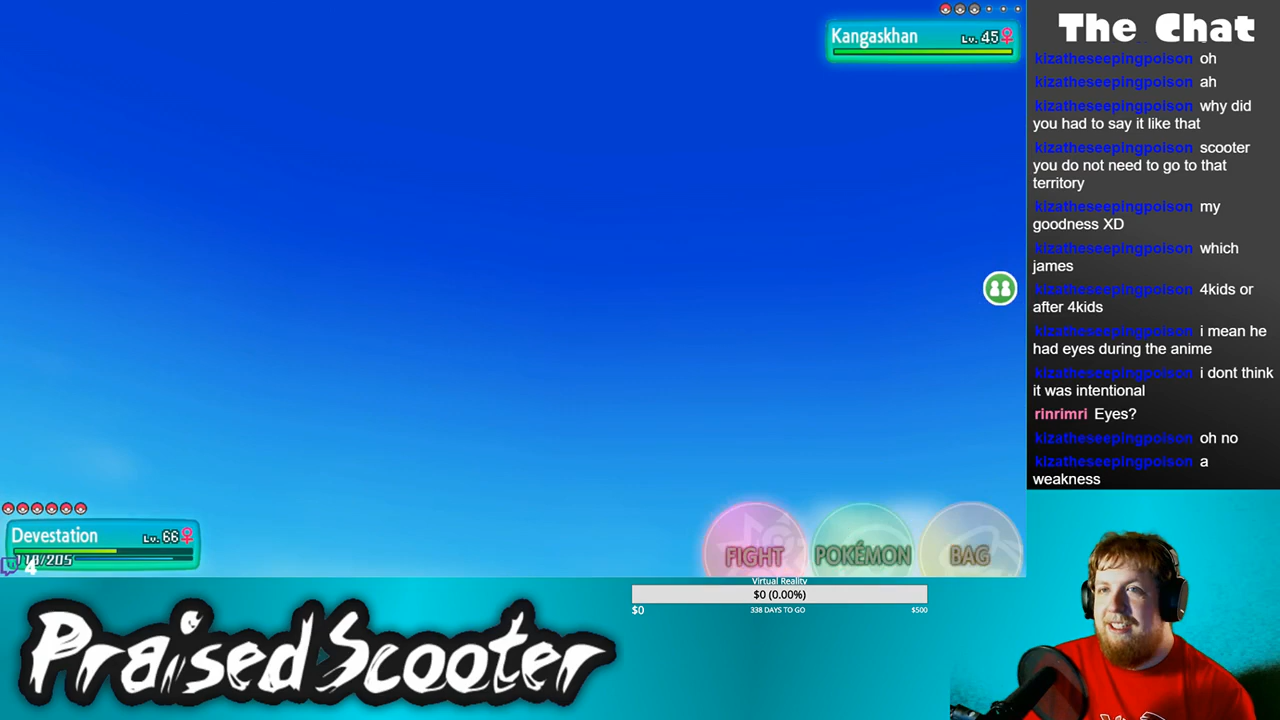 Kangaskhan Lv. 45♀
The Chat
kizatheseepingpoison oh
kizatheseepingpoison ah
kizatheseepingpoison why did
you had to say it like that
kizatheseepingpoison scooter
you do not need to go to that
territory
kizatheseepingpoison my
goodness XD
kizatheseepingpoison which
james
kizatheseepingpoison 4kids or
after 4kids
kizatheseepingpoison i mean he
had eyes during the anime
kizatheseepingpoison i dont think
it was intentional
rinrimri Eyes?
kizatheseepingpoison oh no
kizatheseepingpoison a
weakness
Devestation Lv. 66♀
118/205
4
FIGHT POKÉMON BAG
Virtual Reality
$0 (0.00%)
$0 338 DAYS TO GO $500
PraisedScooter